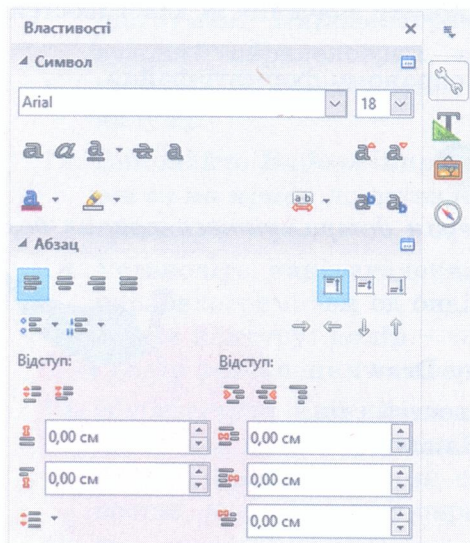 Властивості
Символ
Arial 18
Абзац
Відступ: Відступ:
0,00 см 0,00 см
0,00 см 0,00 см
0,00 см